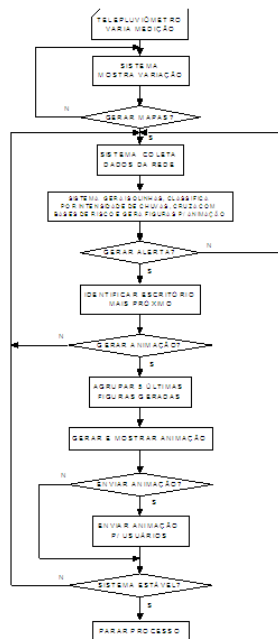 TELEPLUVIÔMETRO
VARIA MEDIÇÃO
SISTEMA
MOSTRA VARIAÇÃO
N
GERAR MAPAS?
S
SISTEMA COLETA
DADOS DA REDE
SISTEMA GERA ISOLINHAS, CLASSIFICA
POR INTENSIDADE DE CHUVAS, CRUZA COM
BASES DE RISCO E GERA FIGURAS P/ ANIMAÇÃO
GERAR ALERTA?
N
S
IDENTIFICAR ESCRITÓRIO
MAIS PRÓXIMO
N
GERAR ANIMAÇÃO?
S
AGRUPAR 5 ÚLTIMAS
FIGURAS GERADAS
GERAR E MOSTRAR ANIMAÇÃO
N
ENVIAR ANIMAÇÃO?
S
ENVIAR ANIMAÇÃO
P/ USUÁRIOS
N
SISTEMA ESTÁVEL?
S
PARAR PROCESSO